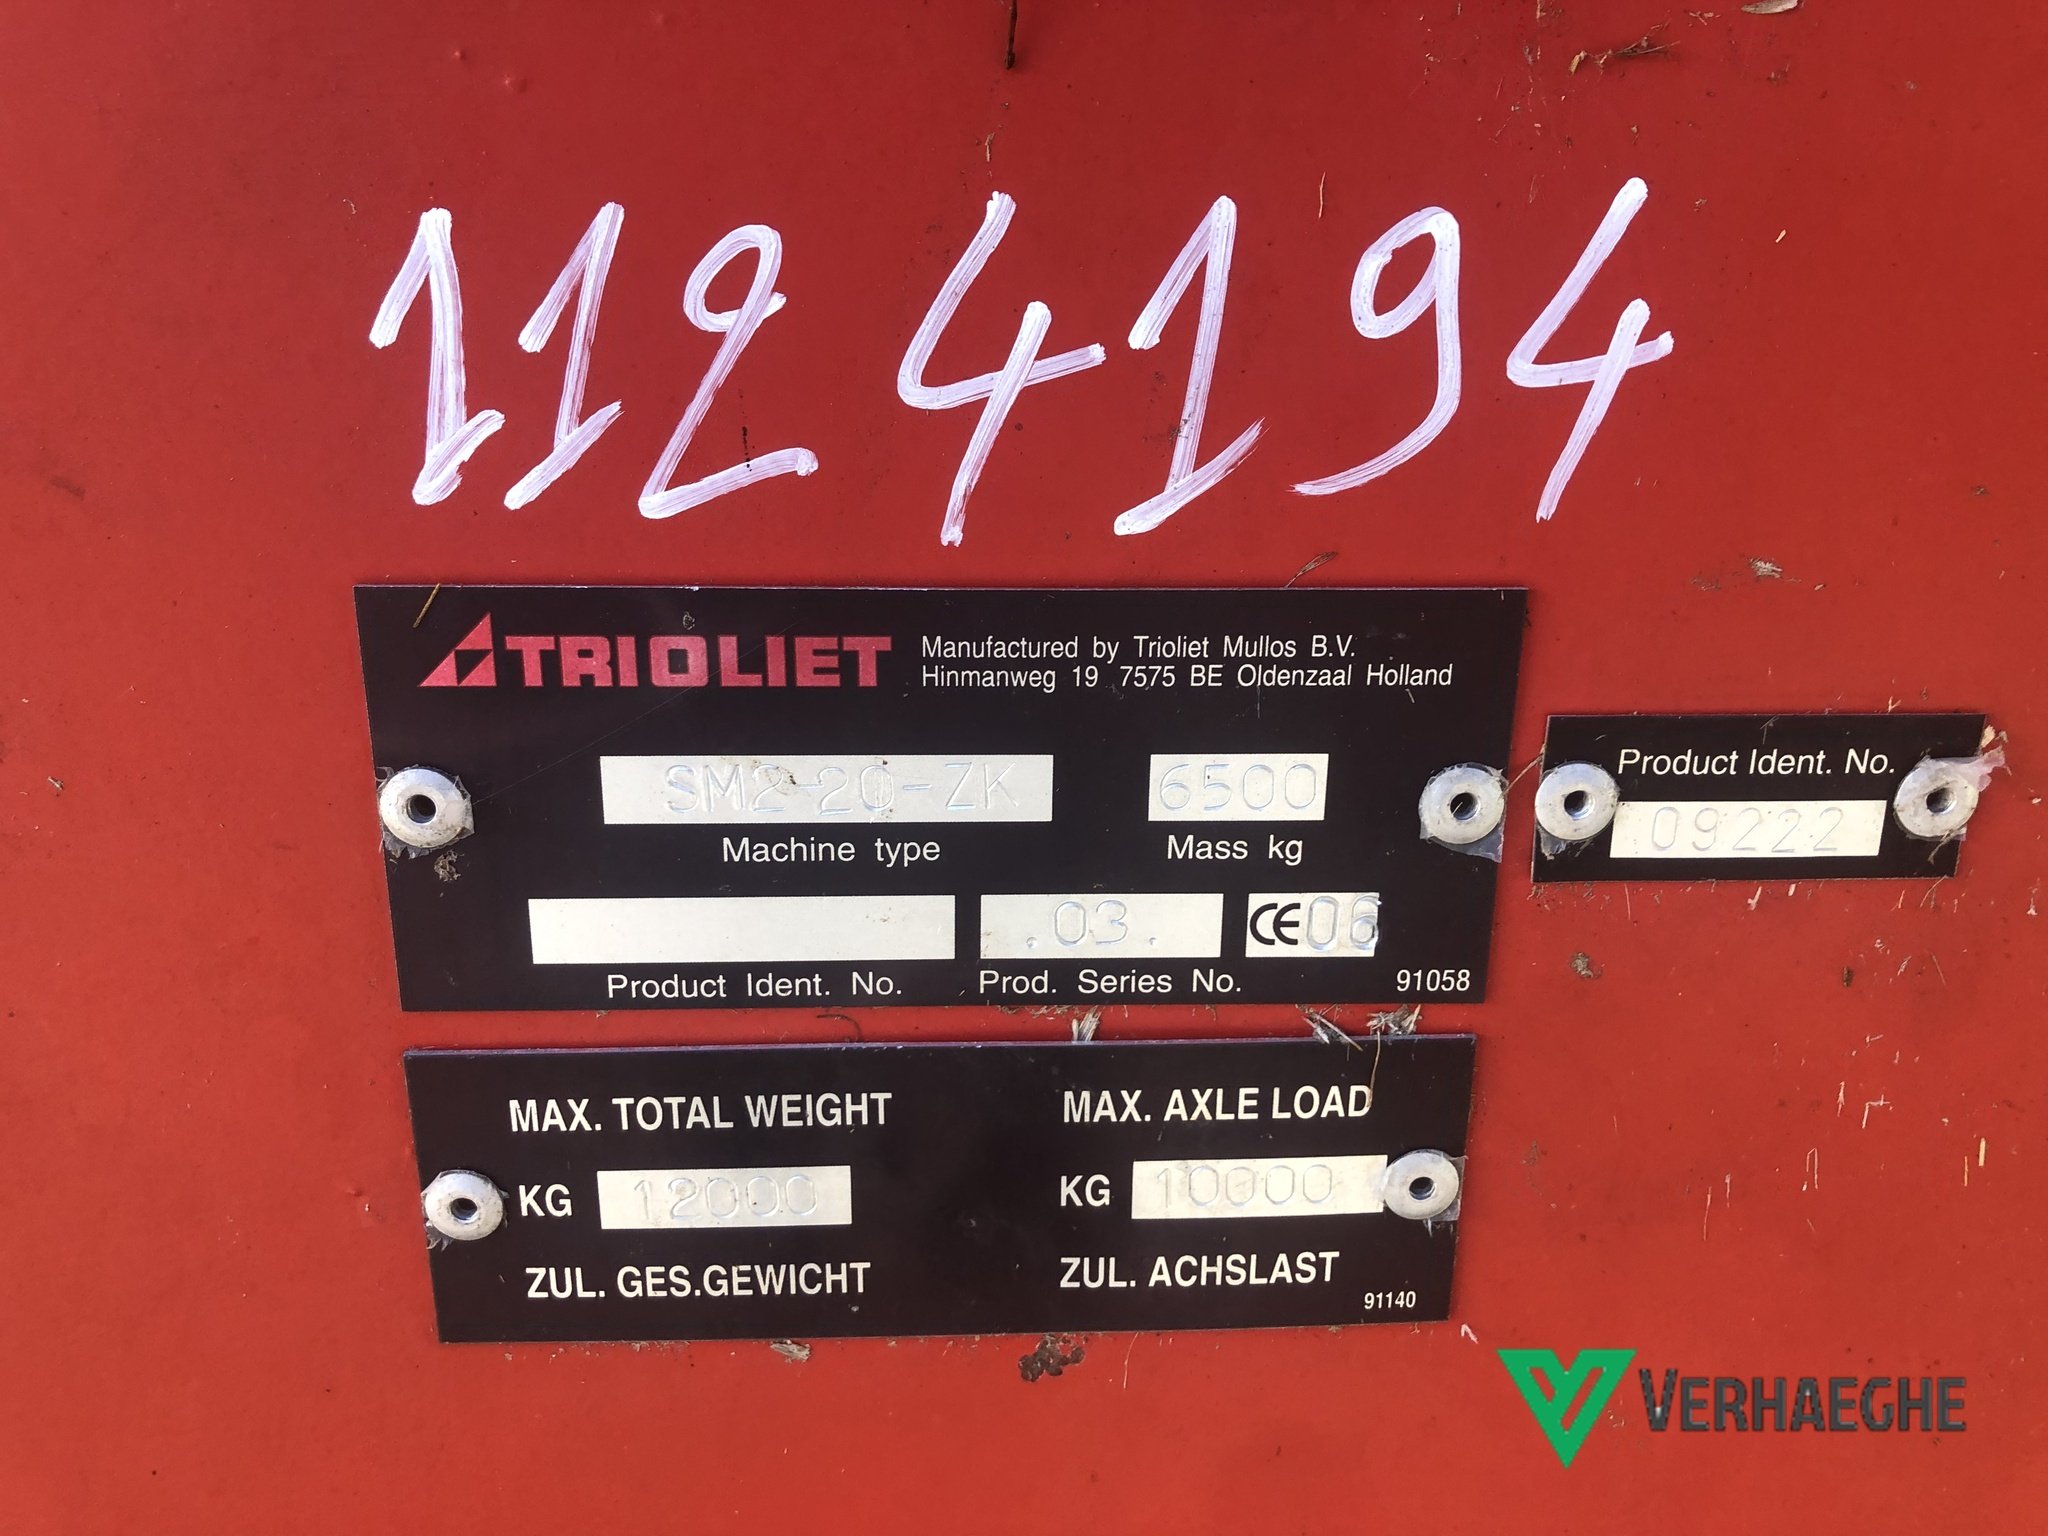 1124194
TRIOLIET
Manufactured by Trioliet Mullos B.V.
Hinmanweg 19 7575 BE Oldenzaal Holland
SM2-20-ZK
6500
Machine type
Mass kg
Product Ident. No.
09222
.03.
CE06
Product Ident. No.
Prod. Series No.
91058
MAX. TOTAL WEIGHT
MAX. AXLE LOAD
KG 12000
KG 10000
ZUL. GES.GEWICHT
ZUL. ACHSLAST
91140
VERHAEGHE